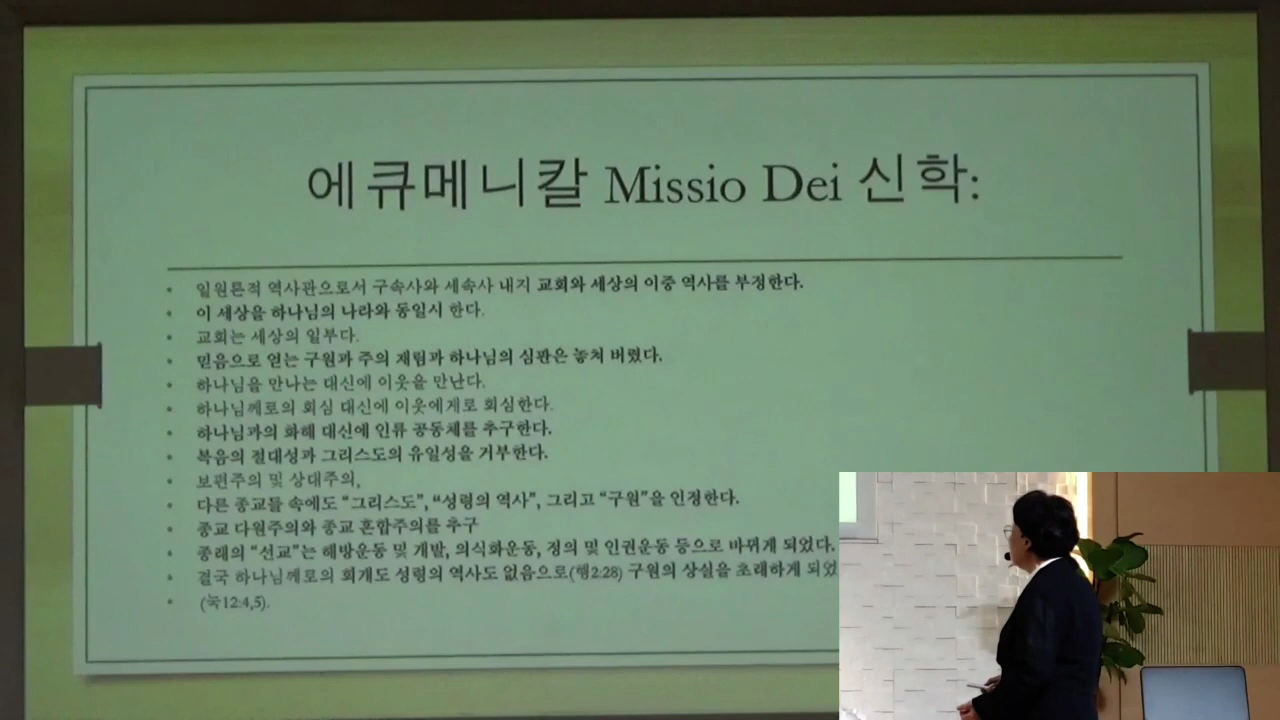 에큐메니칼 Missio Dei 신학:
• 일원론적 역사관으로서 구속사와 세속사 내지 교회와 세상의 이중 역사를 부정한다.
• 이 세상을 하나님의 나라와 동일시 한다.
• 교회는 세상의 일부다.
• 믿음으로 얻는 구원과 주의 재림과 하나님의 심판은 놓쳐 버렸다.
• 하나님을 만나는 대신에 이웃을 만난다.
• 하나님께로의 회심 대신에 이웃에게로 회심한다.
• 하나님과의 화해 대신에 인류 공동체를 추구한다.
• 복음의 절대성과 그리스도의 유일성을 거부한다.
• 보편주의 및 상대주의,
• 다른 종교들 속에도 “그리스도”, “성령의 역사”, 그리고 “구원”을 인정한다.
• 종교 다원주의와 종교 혼합주의를 추구
• 종래의 “선교”는 해방운동 및 개발, 의식화운동, 정의 및 인권운동 등으로 바뀌게 되었다.
• 결국 하나님께로의 회개도 성령의 역사도 없음으로(행2:28) 구원의 상실을 초래하게 되었
• (눅12:4,5).